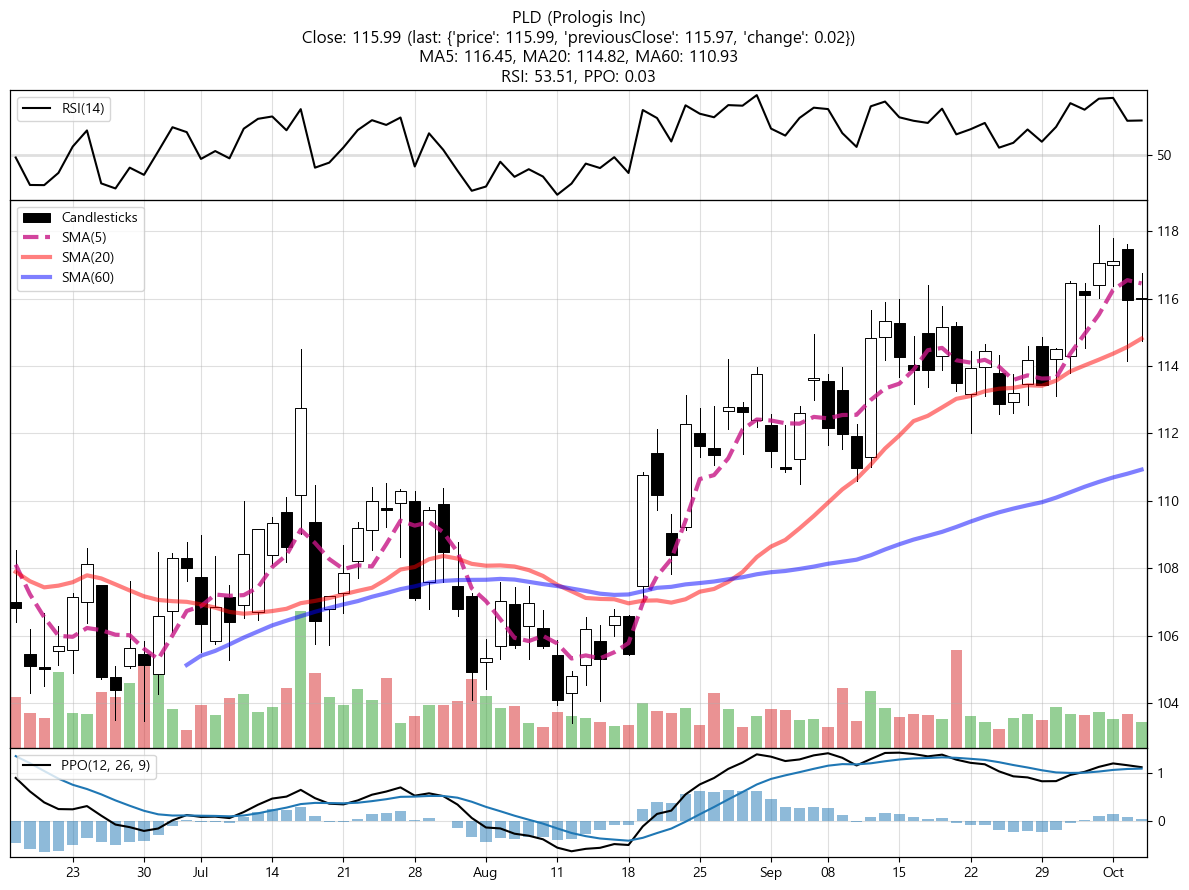 PLD (Prologis Inc)
Close: 115.99 (last: {'price': 115.99, 'previousClose': 115.97, 'change': 0.02})
MA5: 116.45, MA20: 114.82, MA60: 110.93
RSI: 53.51, PPO: 0.03
RSI(14)
50
Candlesticks
SMA(5)
SMA(20)
SMA(60)
118
116
114
112
110
108
106
104
PPO(12, 26, 9)
1
0
23 30 Jul 14 21 28 Aug 11 18 25 Sep 08 15 22 29 Oct